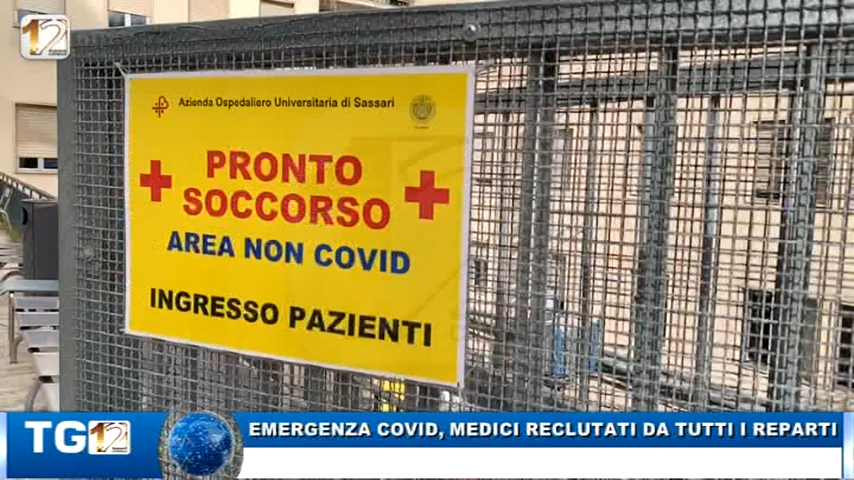 12
Azienda Ospedaliero Universitaria di Sassari
PRONTO
SOCCORSO
AREA NON COVID
INGRESSO PAZIENTI
TG12
EMERGENZA COVID, MEDICI RECLUTATI DA TUTTI I REPARTI